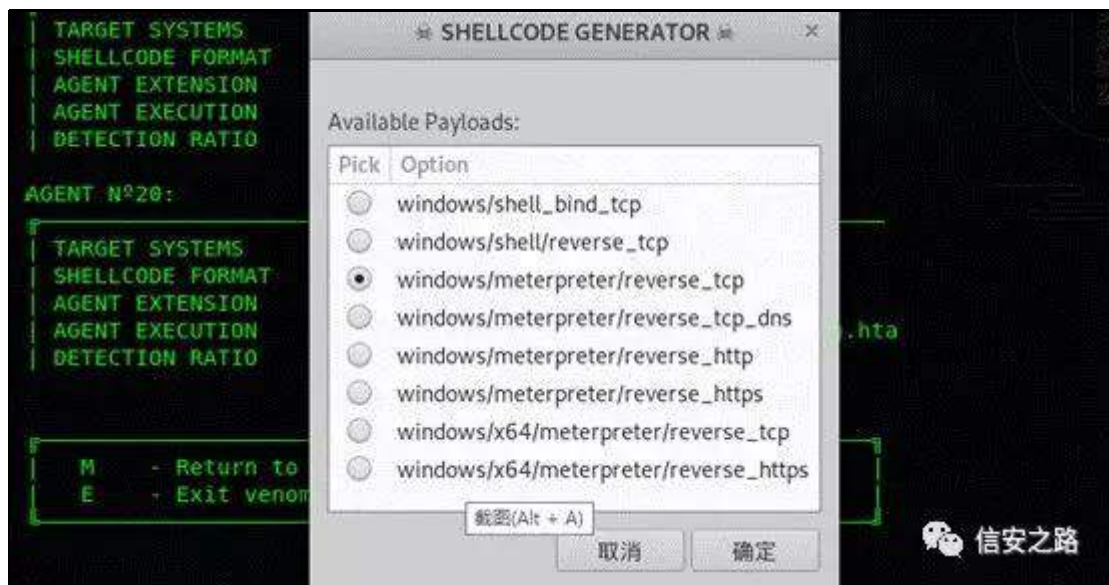 TARGET SYSTEMS
SHELLCODE FORMAT
AGENT EXTENSION
AGENT EXECUTION
DETECTION RATIO
AGENT Nº20:
TARGET SYSTEMS
SHELLCODE FORMAT
AGENT EXTENSION
AGENT EXECUTION
DETECTION RATIO
.hta
M - Return to
E - Exit venom
☠ SHELLCODE GENERATOR ☠ ×
Available Payloads:
Pick Option
windows/shell_bind_tcp
windows/shell/reverse_tcp
windows/meterpreter/reverse_tcp
windows/meterpreter/reverse_tcp_dns
windows/meterpreter/reverse_http
windows/meterpreter/reverse_https
windows/x64/meterpreter/reverse_tcp
windows/x64/meterpreter/reverse_https
截图(Alt + A)
取消 确定
信安之路